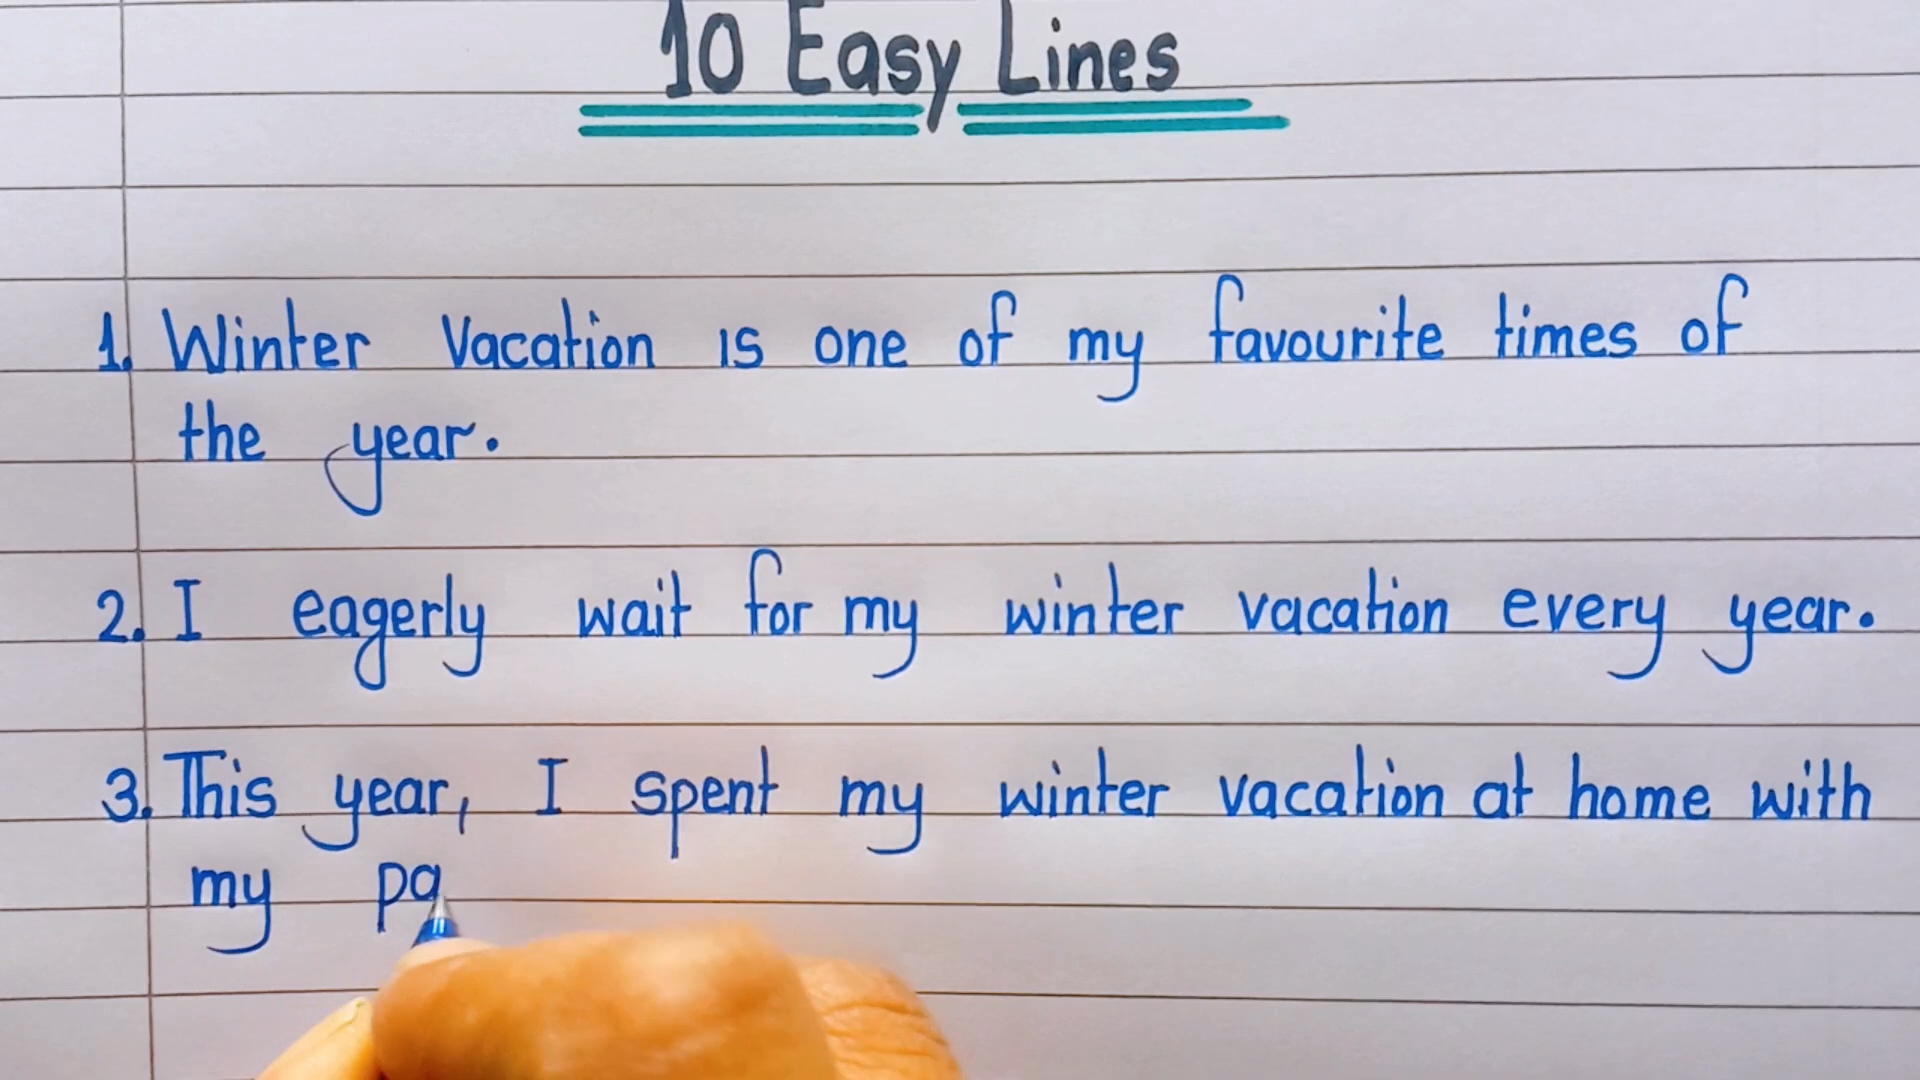 10 Easy Lines
1. Winter Vacation is one of my favourite times of
the year.
2. I eagerly wait for my winter vacation every year.
3. This year, I spent my winter vacation at home with
my pa